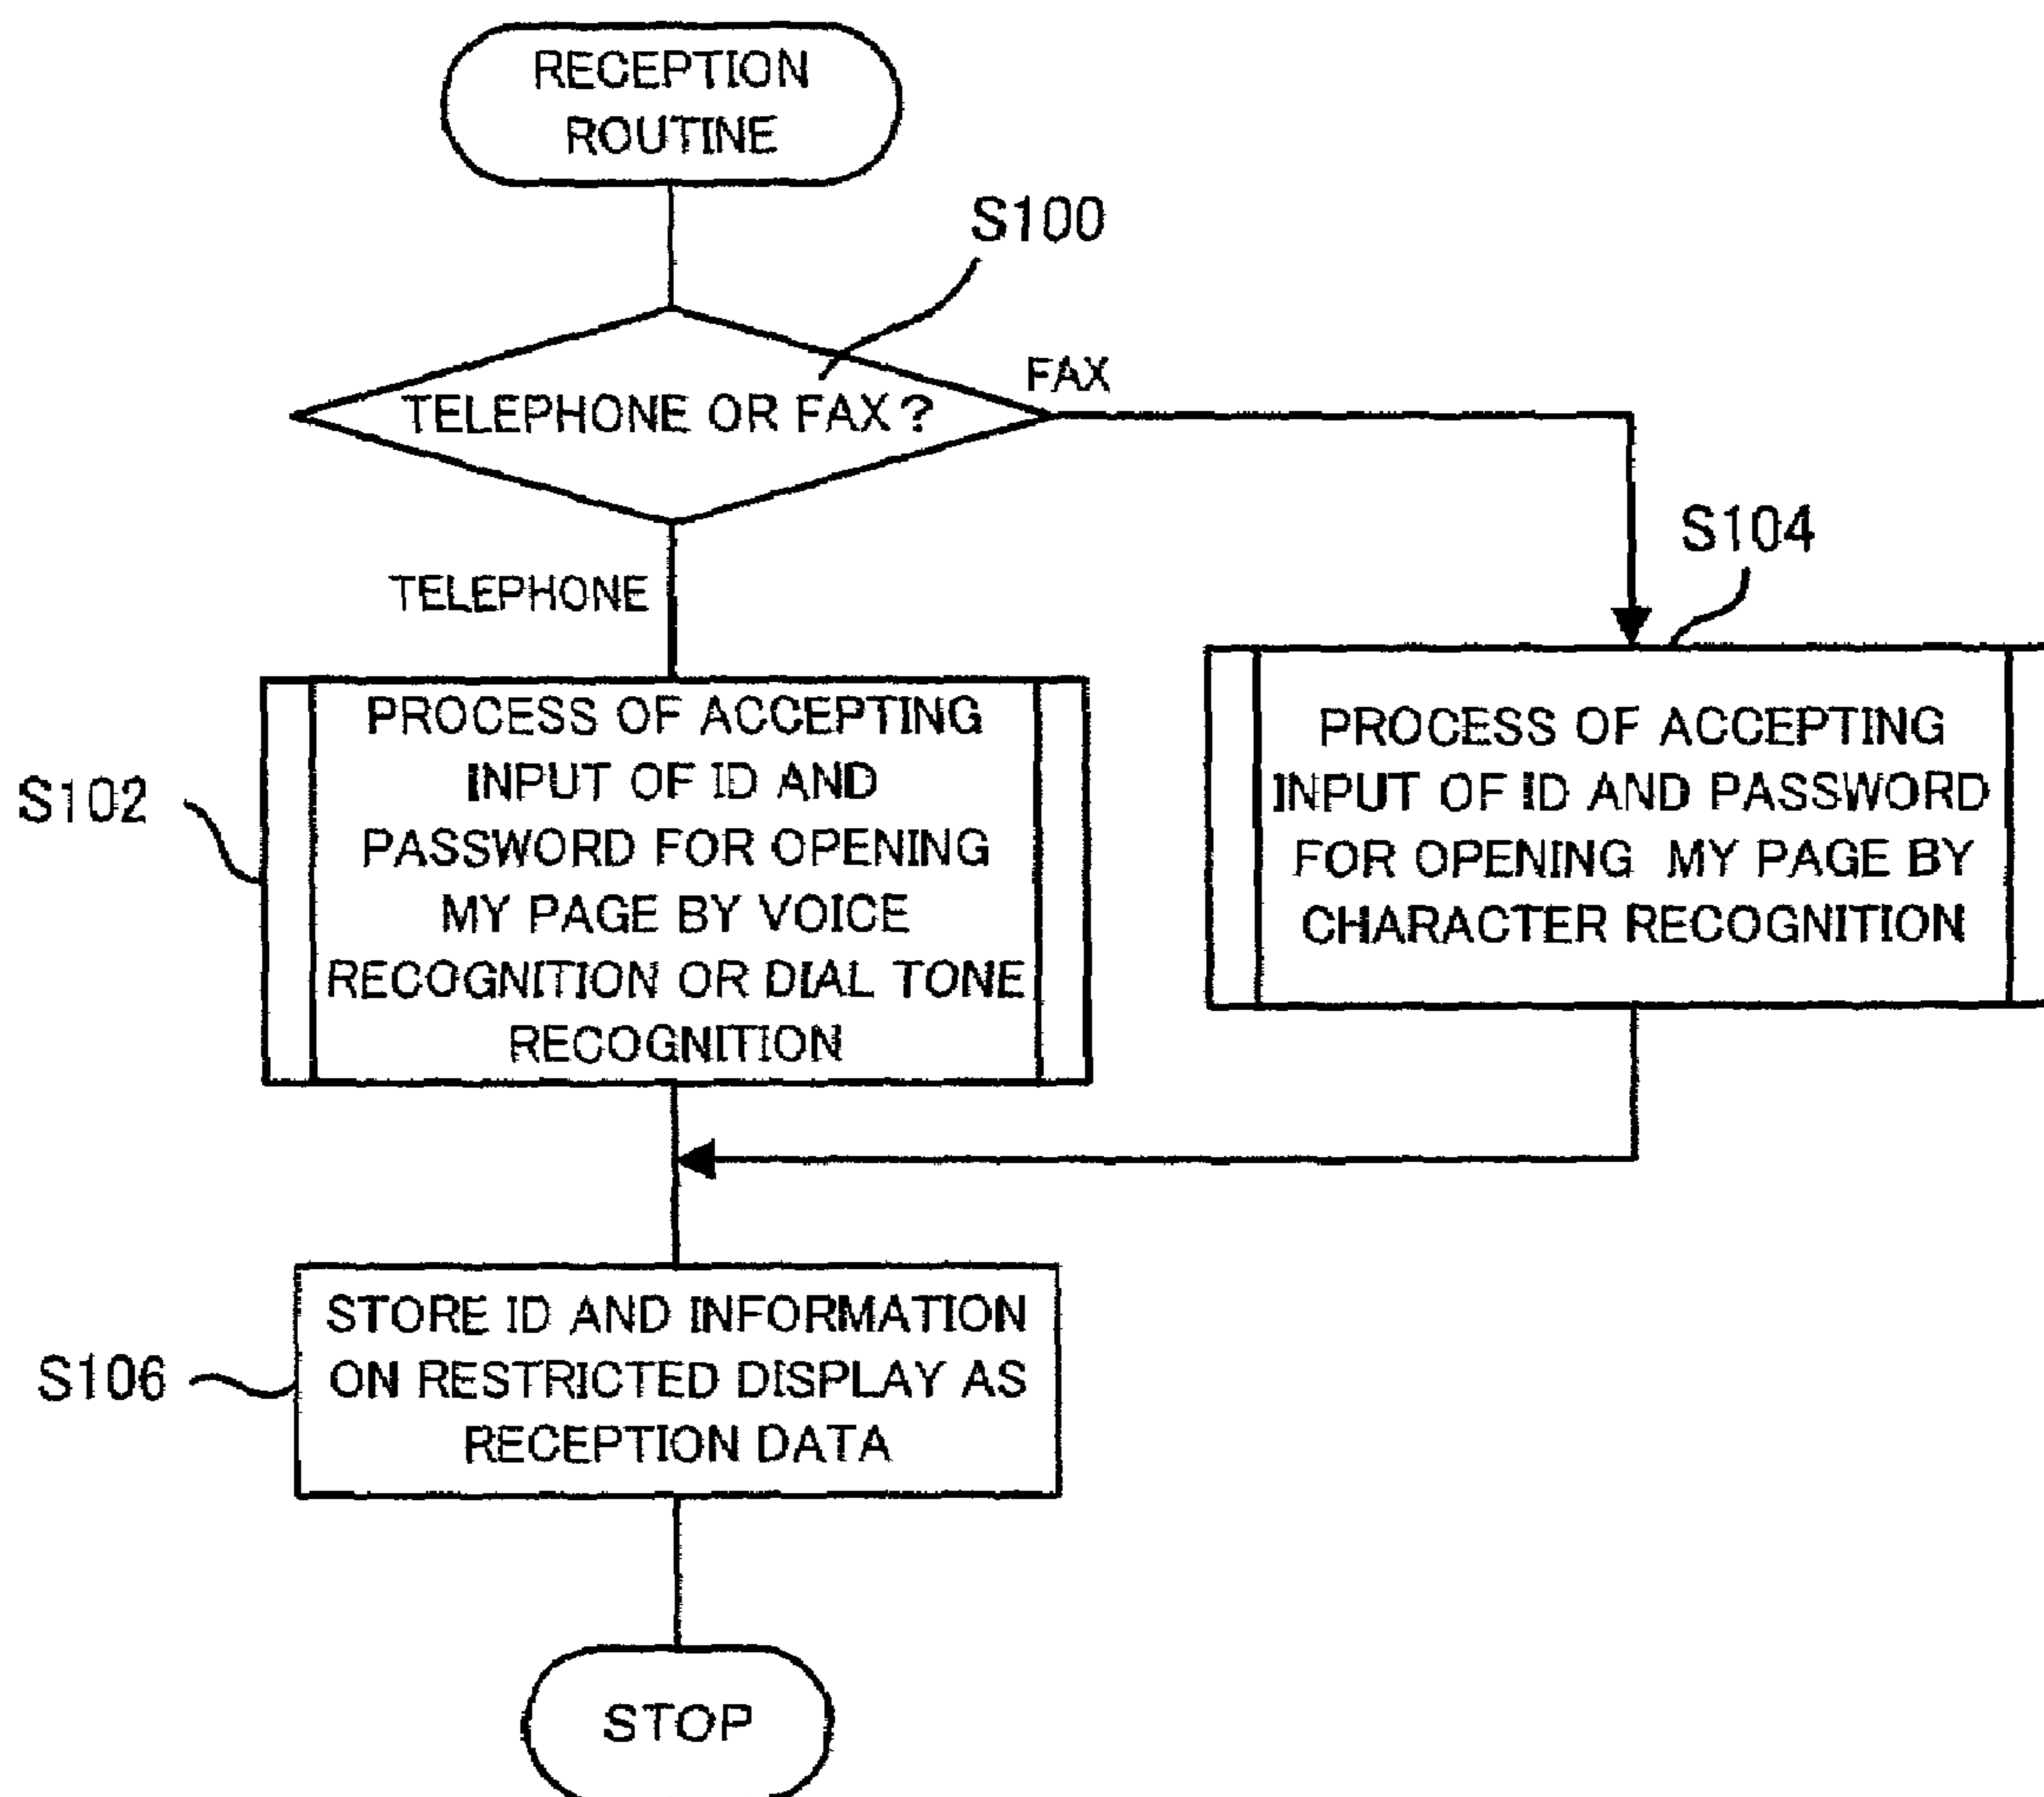 RECEPTION
ROUTINE
S100
TELEPHONE OR FAX?
FAX
TELEPHONE
S102
PROCESS OF ACCEPTING
INPUT OF ID AND
PASSWORD FOR OPENING
MY PAGE BY VOICE
RECOGNITION OR DIAL TONE
RECOGNITION
S104
PROCESS OF ACCEPTING
INPUT OF ID AND PASSWORD
FOR OPENING MY PAGE BY
CHARACTER RECOGNITION
S106
STORE ID AND INFORMATION
ON RESTRICTED DISPLAY AS
RECEPTION DATA
STOP